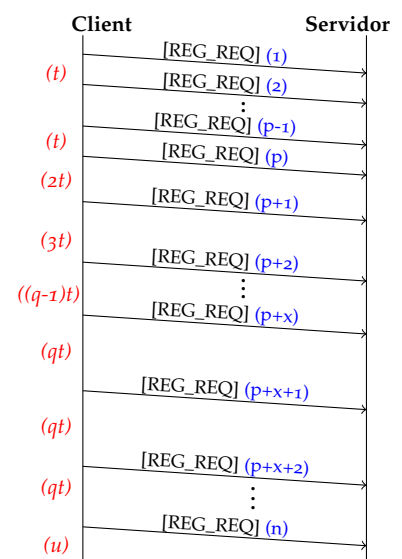 Client Servidor
[REG_REQ] (1)
(t)
[REG_REQ] (2)
[REG_REQ] (p-1)
(t)
[REG_REQ] (p)
(2t)
[REG_REQ] (p+1)
(3t)
[REG_REQ] (p+2)
((q-1)t)
[REG_REQ] (p+x)
(qt)
[REG_REQ] (p+x+1)
(qt)
[REG_REQ] (p+x+2)
(qt)
[REG_REQ] (n)
(u)